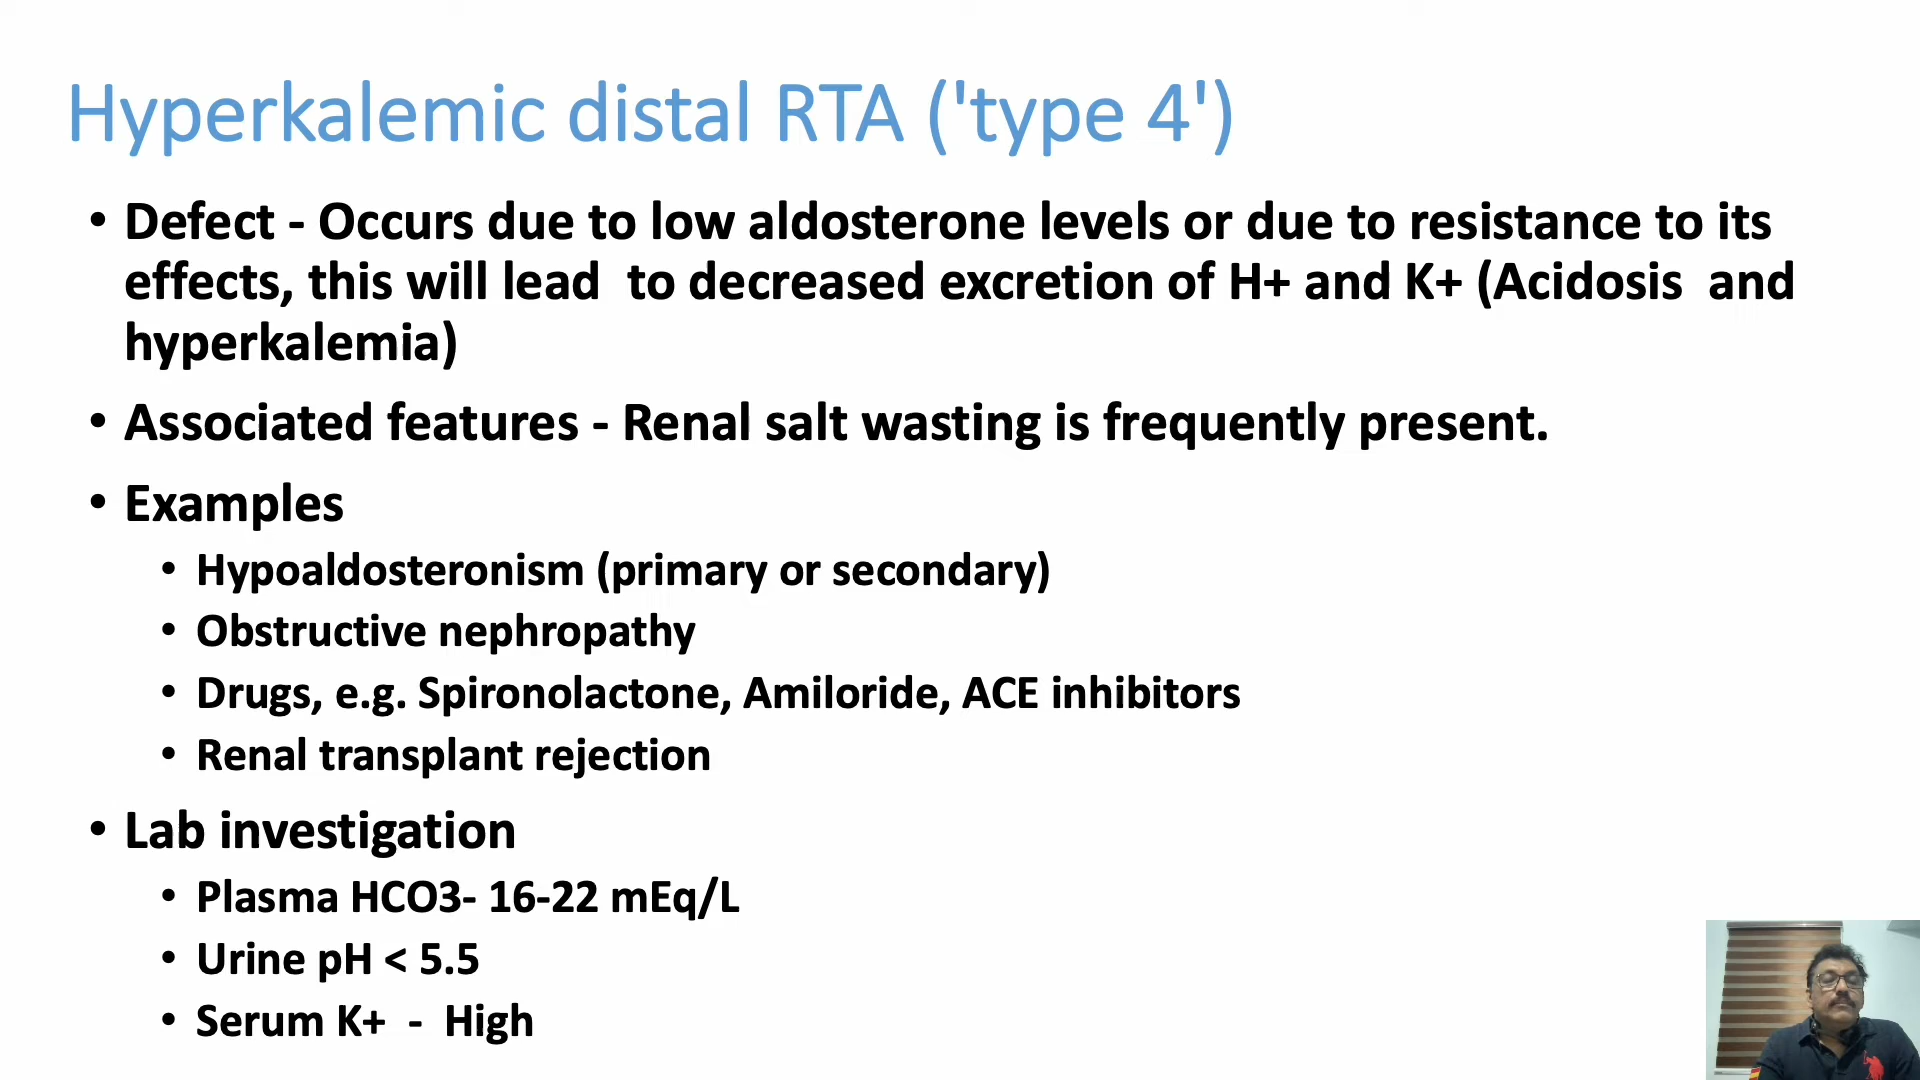 Hyperkalemic distal RTA ('type 4')
• Defect - Occurs due to low aldosterone levels or due to resistance to its
effects, this will lead  to decreased excretion of H+ and K+ (Acidosis  and
hyperkalemia)
• Associated features - Renal salt wasting is frequently present.
• Examples
• Hypoaldosteronism (primary or secondary)
• Obstructive nephropathy
• Drugs, e.g. Spironolactone, Amiloride, ACE inhibitors
• Renal transplant rejection
• Lab investigation
• Plasma HCO3- 16-22 mEq/L
• Urine pH < 5.5
• Serum K+  -  High